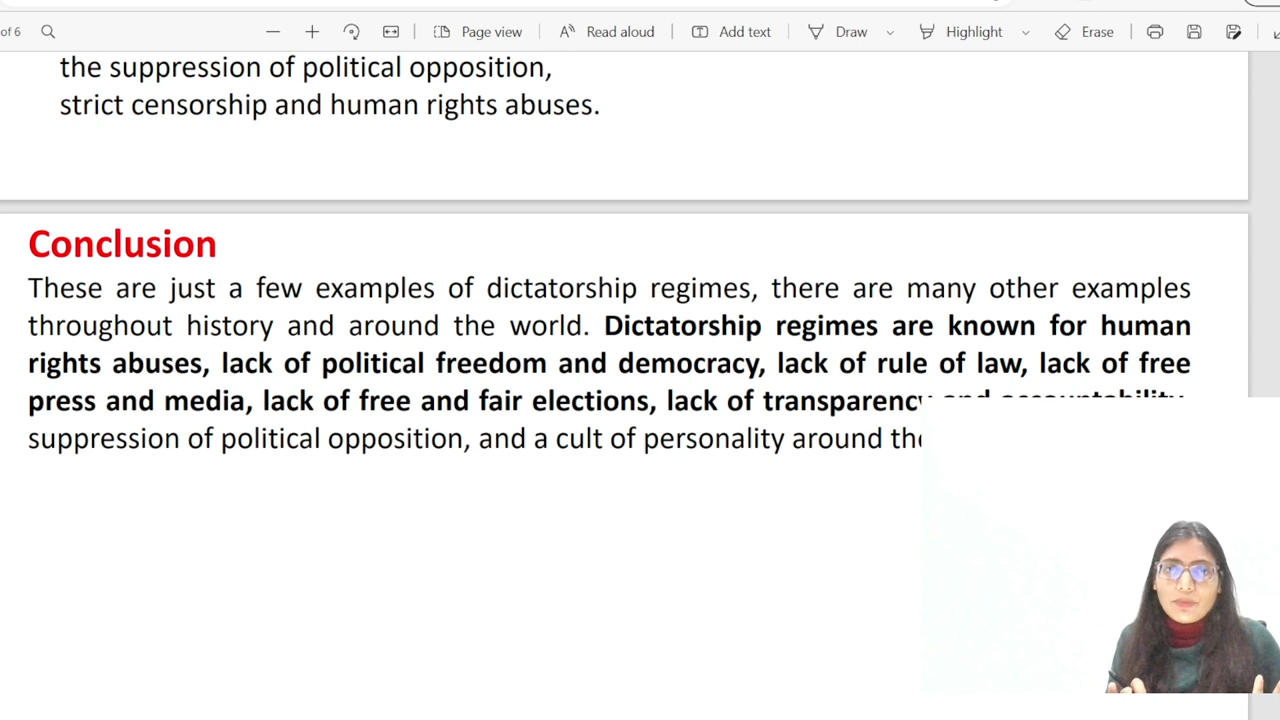 of 6
Page view
Read aloud
Add text
Draw
Highlight
Erase
the suppression of political opposition,
strict censorship and human rights abuses.
Conclusion
These are just a few examples of dictatorship regimes, there are many other examples
throughout history and around the world. Dictatorship regimes are known for human
rights abuses, lack of political freedom and democracy, lack of rule of law, lack of free
press and media, lack of free and fair elections, lack of transparency and accountability,
suppression of political opposition, and a cult of personality around